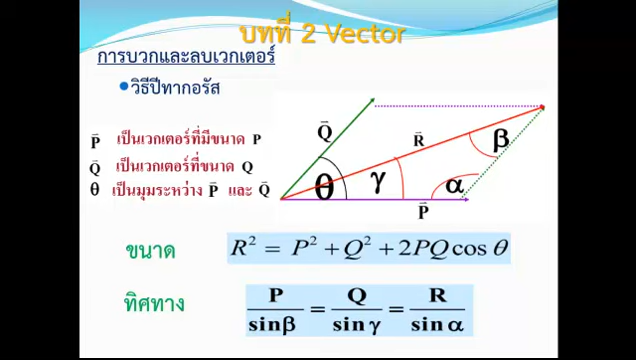 บทที่ 2 Vector
การบวกและลบเวกเตอร์
•วิธีปีทากอรัส
P⃗ เป็นเวกเตอร์ที่มีขนาด P
Q⃗ เป็นเวกเตอร์ที่ขนาด Q
θ เป็นมุมระหว่าง P⃗ และ Q⃗
Q⃗
R⃗
β
θ
γ
α
P⃗
ขนาด R² = P² + Q² + 2PQ cos θ
ทิศทาง P/sinβ = Q/sin γ = R/sin α